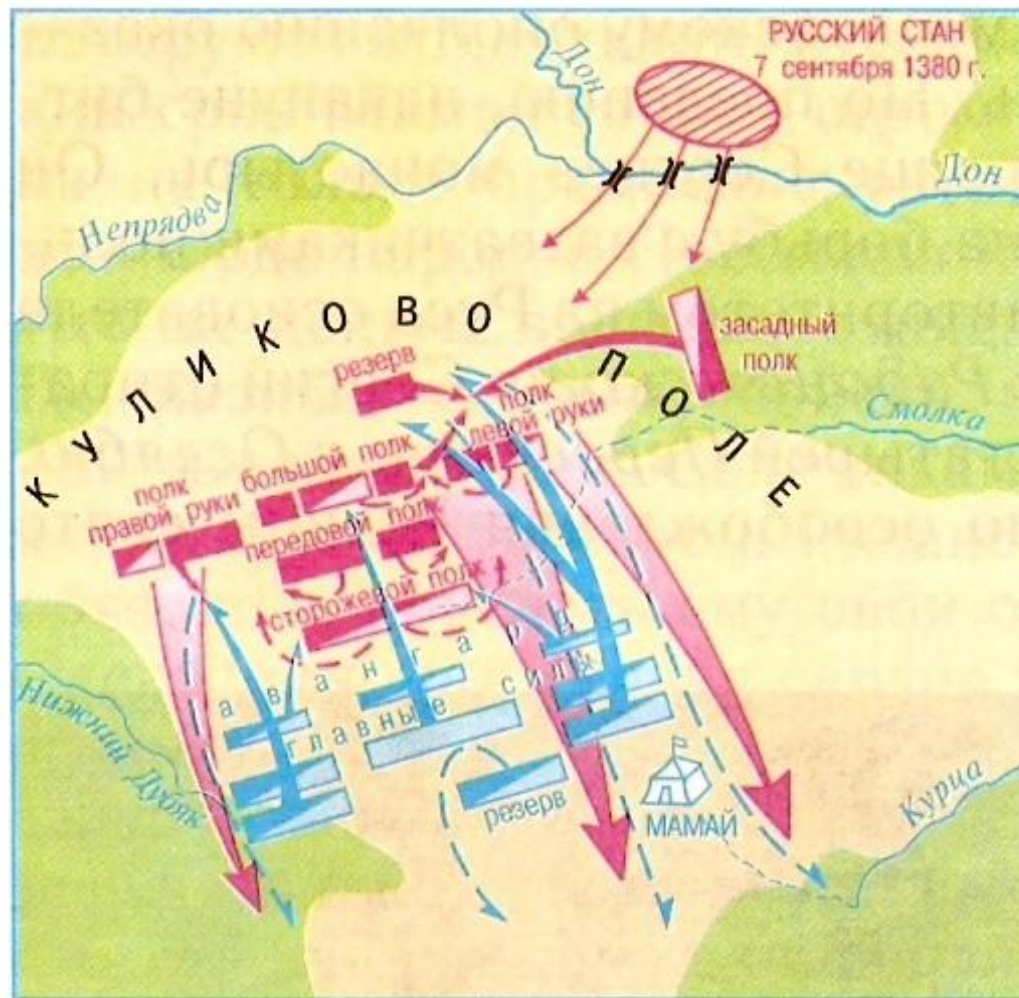 РУССКИЙ СТАН
7 сентября 1380 г.
Дон
Дон
Непрядва
КУЛИКОВО ПОЛЕ
засадный
полк
резерв
Смолка
полк
левой руки
большой полк
полк
правой руки
передовой полк
сторожевой полк
авангард
главные силы
Нижний Дубяк
резерв
МАМАЙ
Курца